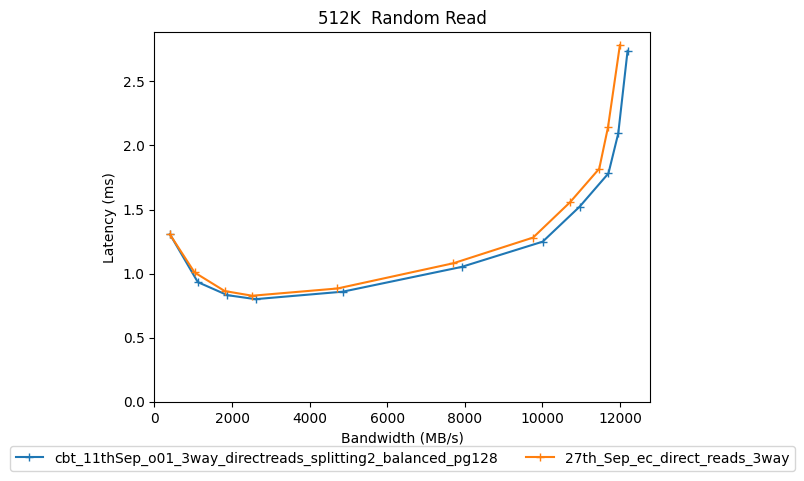 512K  Random Read
Latency (ms)
2.5
2.0
1.5
1.0
0.5
0.0
0 2000 4000 6000 8000 10000 12000
Bandwidth (MB/s)
cbt_11thSep_o01_3way_directreads_splitting2_balanced_pg128 27th_Sep_ec_direct_reads_3way